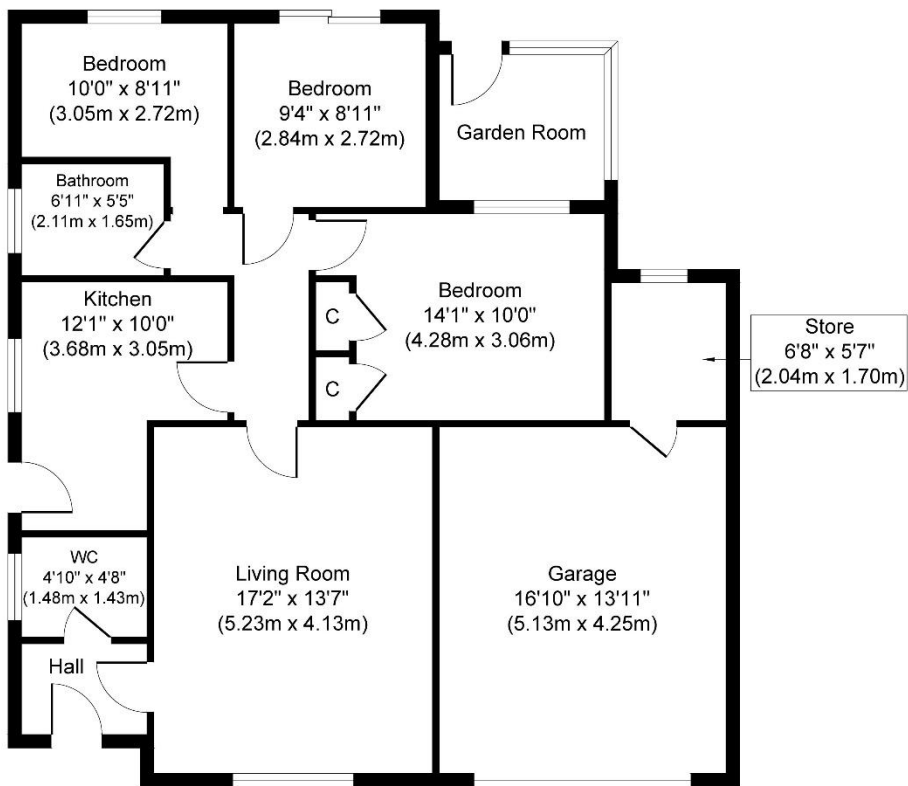 Bedroom
10'0" x 8'11"
(3.05m x 2.72m)
Bedroom
9'4" x 8'11"
(2.84m x 2.72m)
Garden Room
Bathroom
6'11" x 5'5"
(2.11m x 1.65m)
Kitchen
12'1" x 10'0"
(3.68m x 3.05m)
C
C
Bedroom
14'1" x 10'0"
(4.28m x 3.06m)
Store
6'8" x 5'7"
(2.04m x 1.70m)
WC
4'10" x 4'8"
(1.48m x 1.43m)
Hall
Living Room
17'2" x 13'7"
(5.23m x 4.13m)
Garage
16'10" x 13'11"
(5.13m x 4.25m)